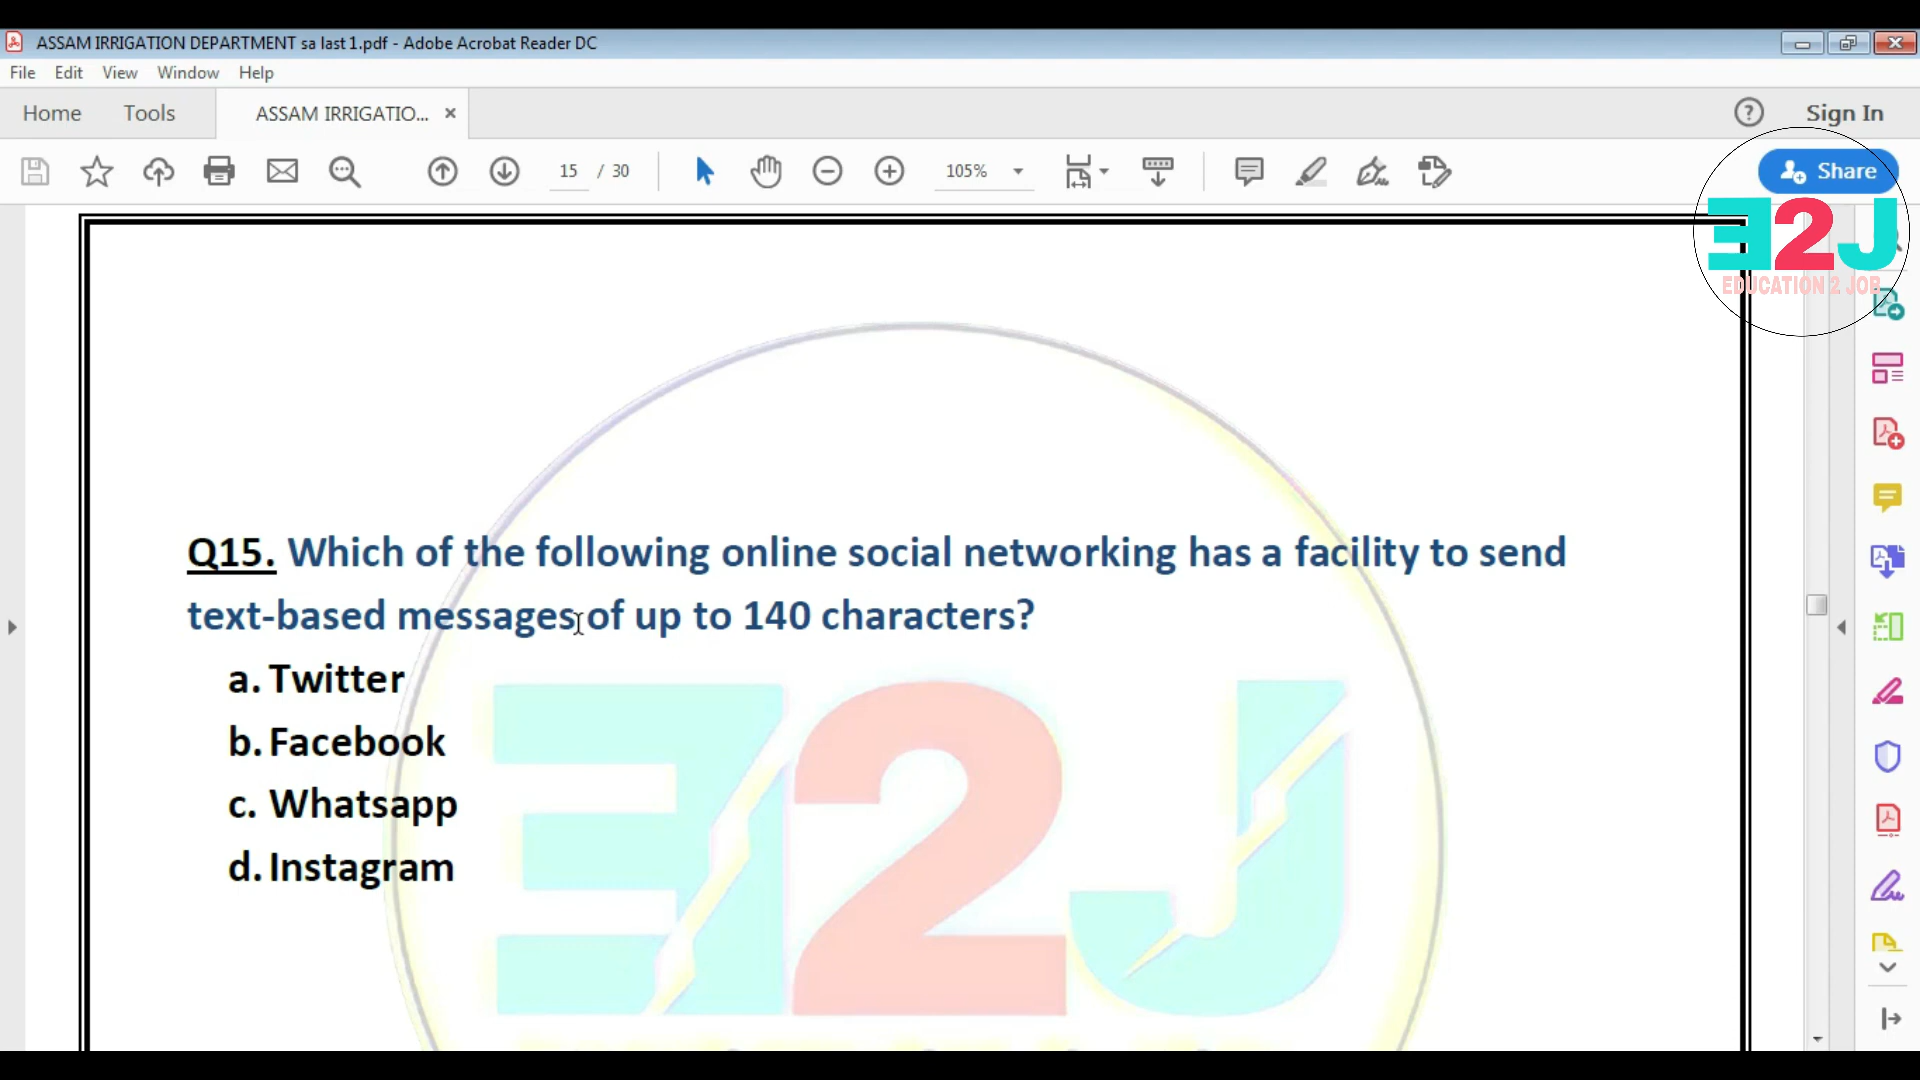 ASSAM IRRIGATION DEPARTMENT sa last 1.pdf - Adobe Acrobat Reader DC
File Edit View Window Help
Home Tools ASSAM IRRIGATIO... Sign In
15 / 30 105% Share
E2J
EDUCATION 2 JOB
Q15. Which of the following online social networking has a facility to send
text-based messages of up to 140 characters?
a. Twitter
b. Facebook
c. Whatsapp
d. Instagram
E2J